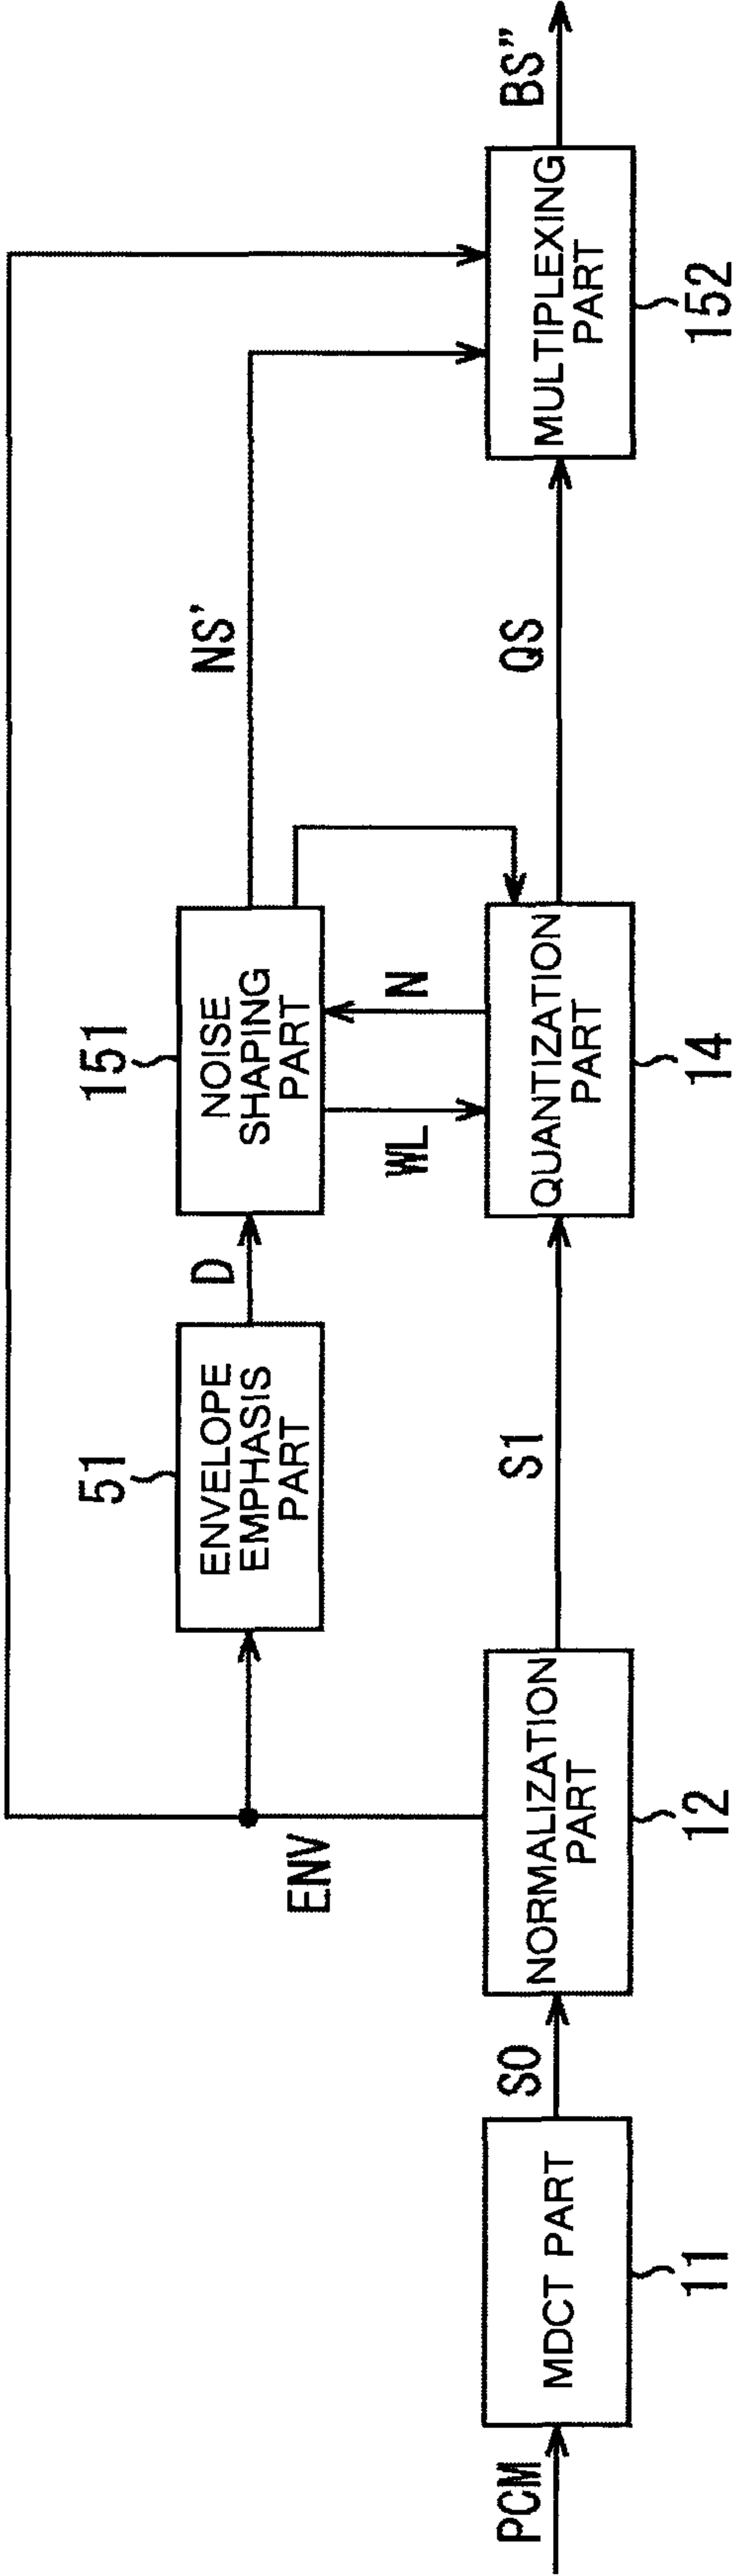 ENV
NS’
51
ENVELOPE
EMPHASIS
PART
D
151
NOISE
SHAPING
PART
WL
N
PCM
MDCT PART
11
S0
NORMALIZATION
PART
12
S1
QUANTIZATION
PART
14
QS
MULTIPLEXING
PART
152
BS”